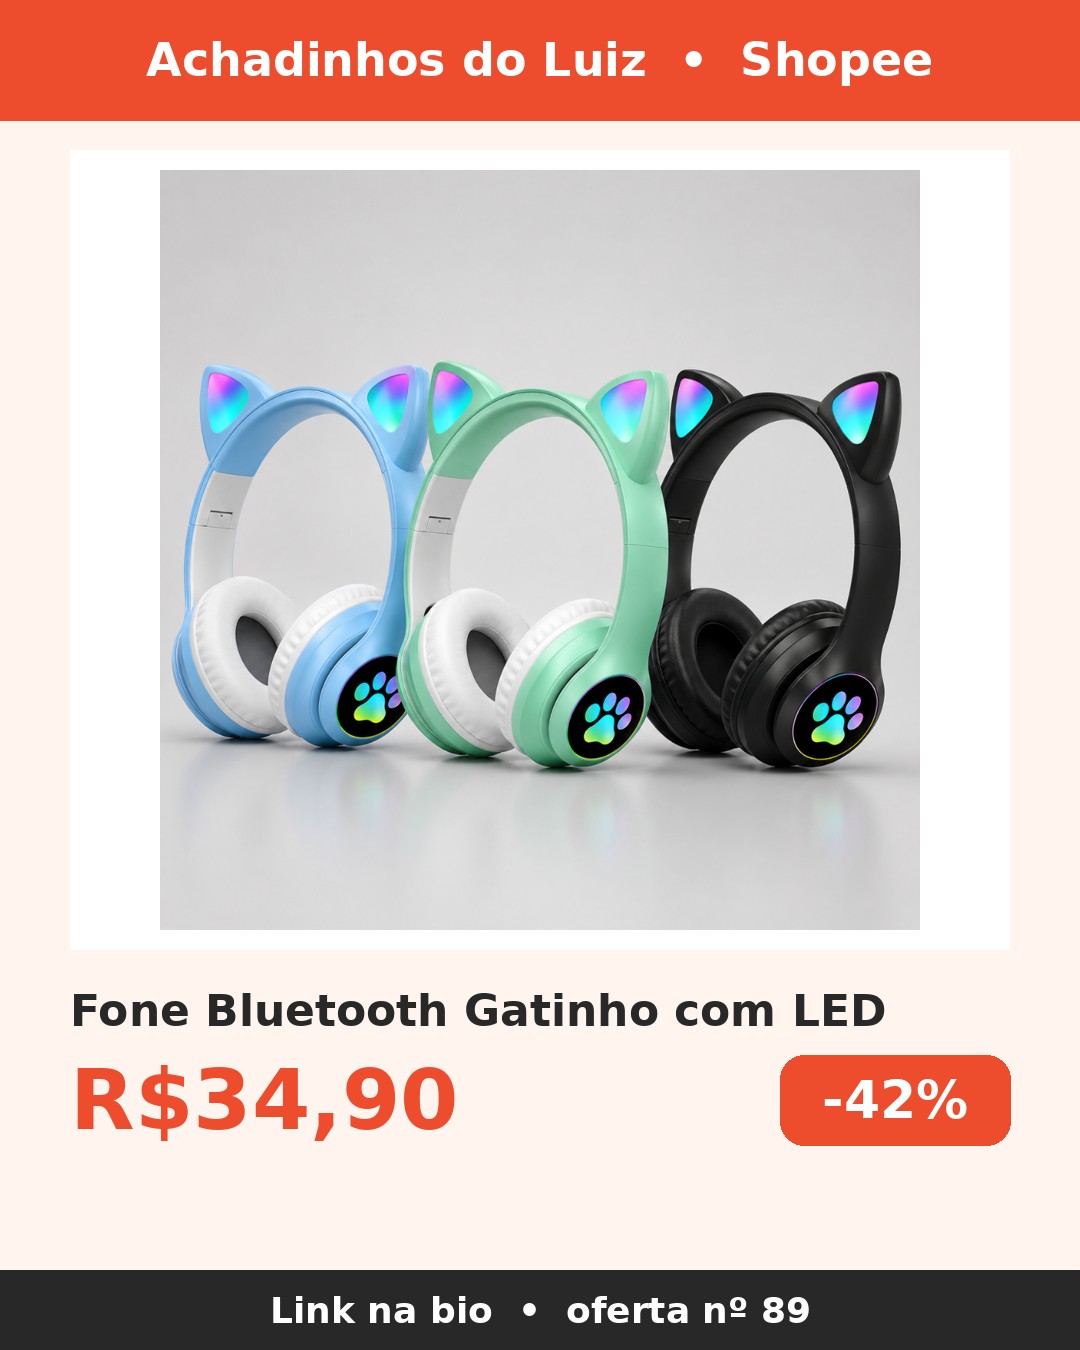 Achadinhos do Luiz • Shopee
Fone Bluetooth Gatinho com LED
R$34,90
-42%
Link na bio • oferta nº 89